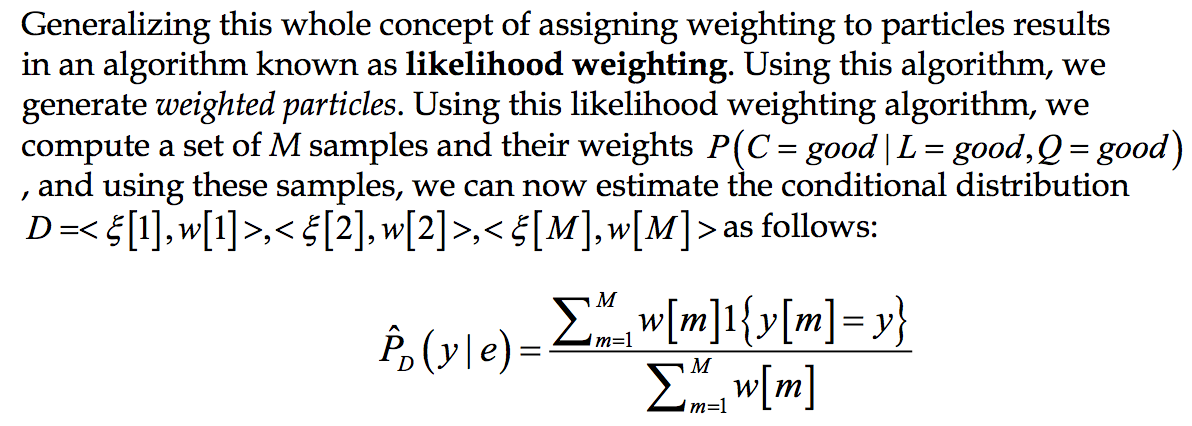 Generalizing this whole concept of assigning weighting to particles results
in an algorithm known as likelihood weighting. Using this algorithm, we
generate weighted particles. Using this likelihood weighting algorithm, we
compute a set of M samples and their weights P(C = good | L = good, Q = good)
, and using these samples, we can now estimate the conditional distribution
D =< ξ[1], w[1] >,< ξ[2], w[2] >,< ξ[M], w[M] > as follows:
P̂_D(y | e) = \frac{\sum_{m=1}^{M} w[m]1\{y[m] = y\}}{\sum_{m=1}^{M} w[m]}